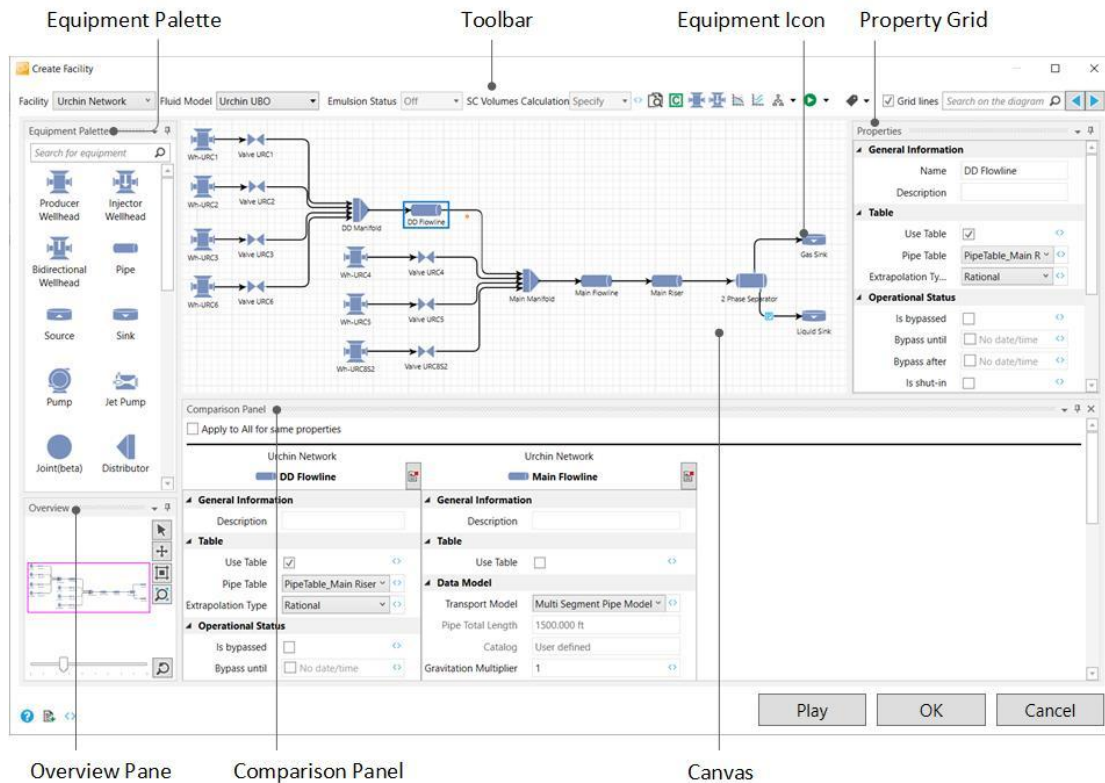 Equipment Palette
Toolbar
Equipment Icon
Property Grid
Create Facility
Facility Urchin Network Fluid Model Urchin UBO Emulsion Status Off SC Volumes Calculation Specify Grid lines Search on the diagram
Equipment Palette
Search for equipment
Producer Wellhead
Injector Wellhead
Bidirectional Wellhead
Pipe
Source
Sink
Pump
Jet Pump
Joint(beta)
Distributor
Wh-URC1
Valve URC1
Wh-URC2
Valve URC2
Wh-URC3
Valve URC3
Wh-URC6
Valve URC6
DD Manifold
DD Flowline
Wh-URC4
Valve URC4
Wh-URC5
Valve URC5
Wh-URC8S2
Valve URC8S2
Main Manifold
Main Flowline
Main Riser
2 Phase Separator
Gas Sink
Liquid Sink
Properties
General Information
Name DD Flowline
Description
Table
Use Table
Pipe Table PipeTable_Main R
Extrapolation Ty... Rational
Operational Status
Is bypassed
Bypass until No date/time
Bypass after No date/time
Is shut-in
Comparison Panel
Apply to All for same properties
Urchin Network
DD Flowline
General Information
Description
Table
Use Table
Pipe Table PipeTable_Main Riser
Extrapolation Type Rational
Operational Status
Is bypassed
Bypass until No date/time
Urchin Network
Main Flowline
General Information
Description
Table
Use Table
Data Model
Transport Model Multi Segment Pipe Model
Pipe Total Length 1500.000 ft
Catalog User defined
Gravitation Multiplier 1
Overview
Play
OK
Cancel
Overview Pane
Comparison Panel
Canvas